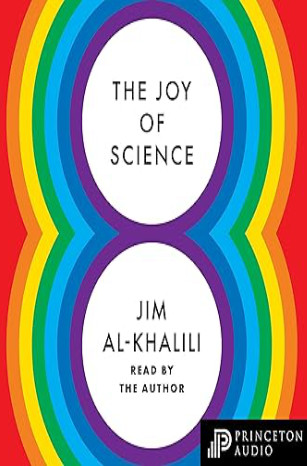 THE JOY
OF
SCIENCE
JIM
AL-KHALILI
READ BY
THE AUTHOR
PRINCETON
AUDIO